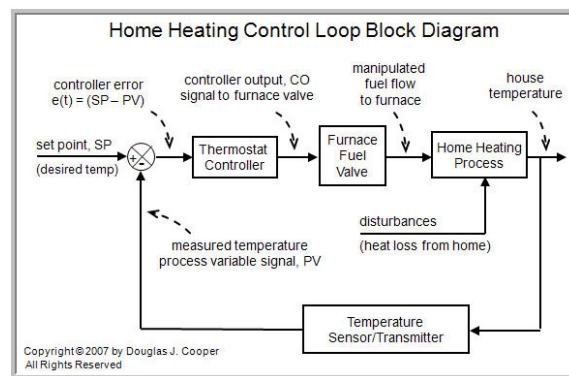 Home Heating Control Loop Block Diagram
controller error
e(t) = (SP – PV)
controller output, CO
signal to furnace valve
manipulated
fuel flow
to furnace
house
temperature
set point, SP
(desired temp)
+
-
Thermostat
Controller
Furnace
Fuel
Valve
Home Heating
Process
disturbances
(heat loss from home)
measured temperature
process variable signal, PV
Temperature
Sensor/Transmitter
Copyright © 2007 by Douglas J. Cooper
All Rights Reserved